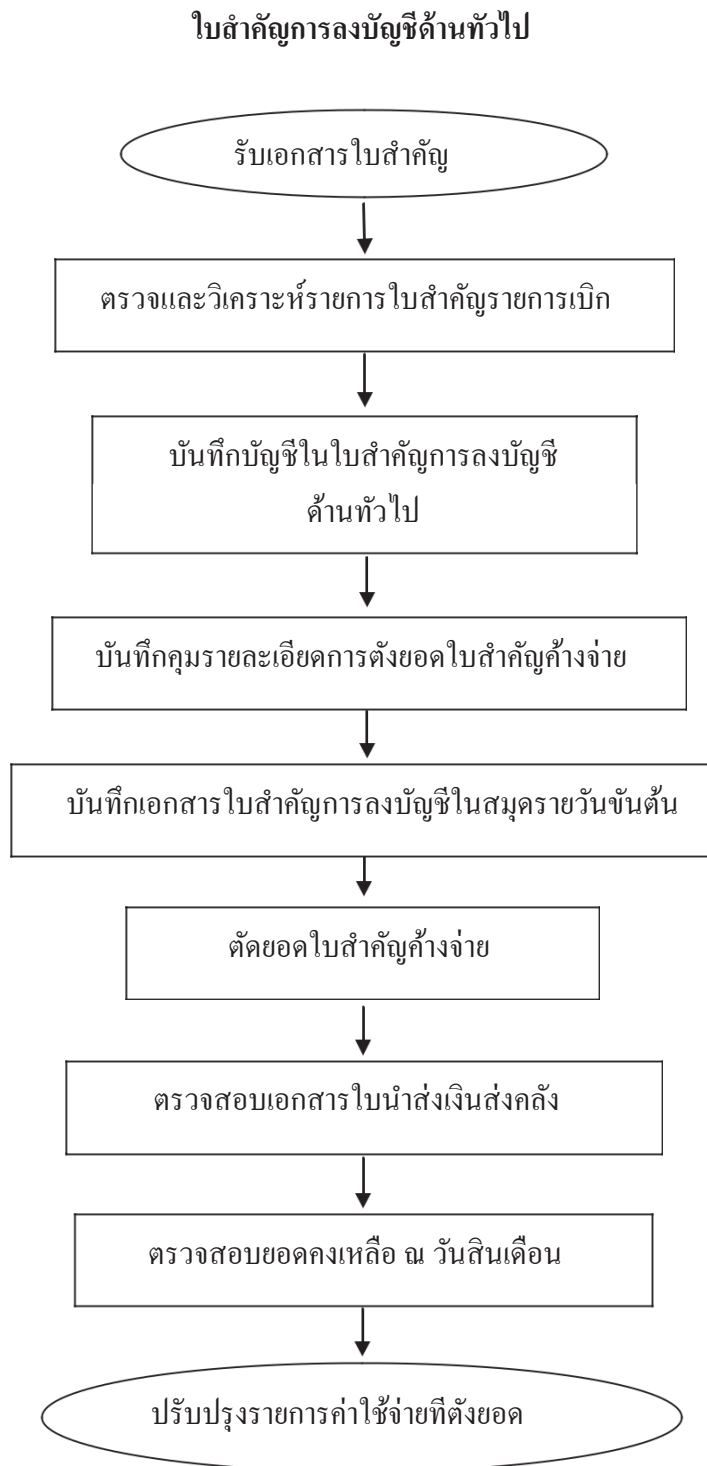 ใบสำคัญการลงบัญชีด้านทัวไป
รับเอกสารใบสำคัญ
ตรวจและวิเคราะห์รายการใบสำคัญรายการเบิก
บันทึกบัญชีในใบสำคัญการลงบัญชี
ด้านทัวไป
บันทึกคุมรายละเอียดการตังยอดใบสำคัญค้างจ่าย
บันทึกเอกสารใบสำคัญการลงบัญชีในสมุดรายวันขันต้น
ตัดยอดใบสำคัญค้างจ่าย
ตรวจสอบเอกสารใบนำส่งเงินส่งคลัง
ตรวจสอบยอดคงเหลือ ณ วันสินเดือน
ปรับปรุงรายการค่าใช้จ่ายทีตังยอด